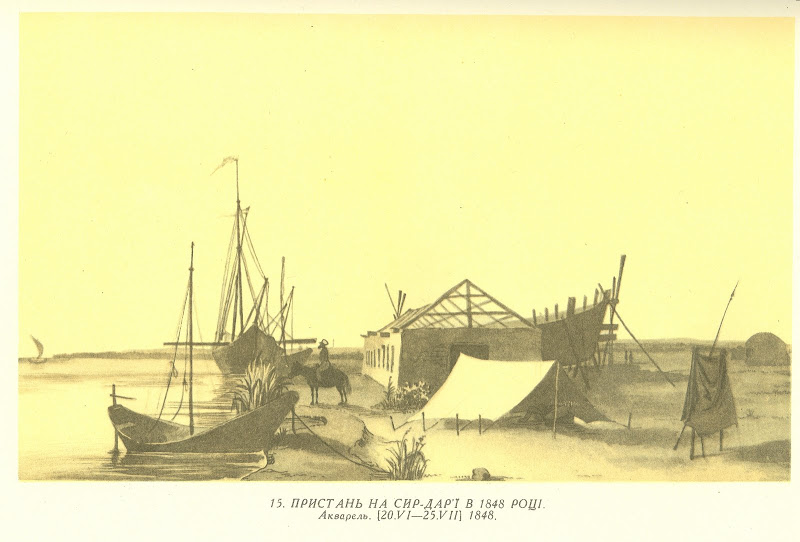 15. ПРИСТАНЬ НА СИР-ДАР'Ї В 1848 РОЦІ.
Акварель. [20.VI—25.VII] 1848.